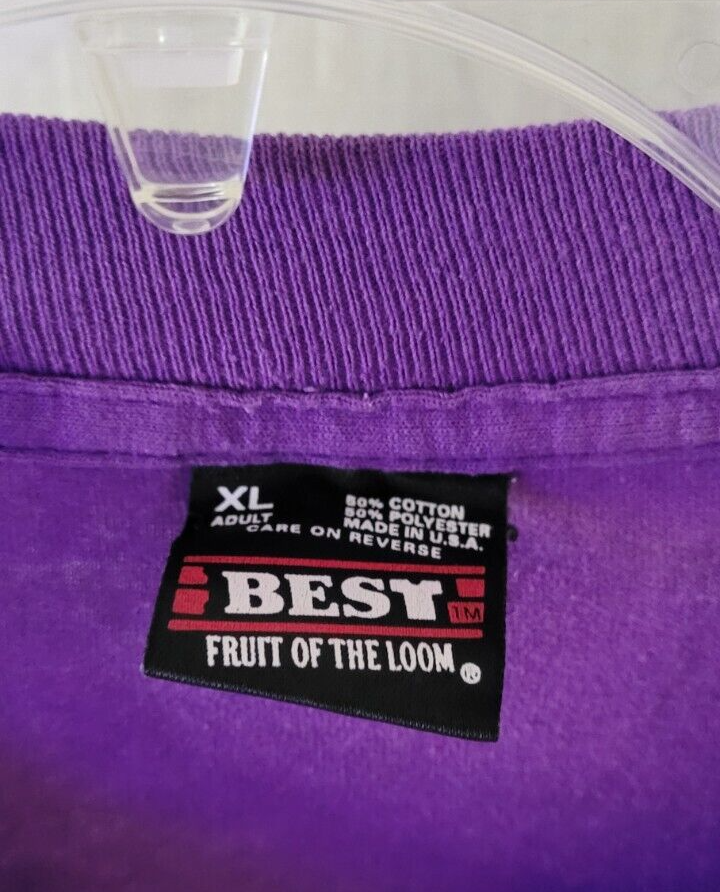 XL
ADULT
50% COTTON
50% POLYESTER
MADE IN U.S.A.
CARE ON REVERSE
BEST TM
FRUIT OF THE LOOM ®